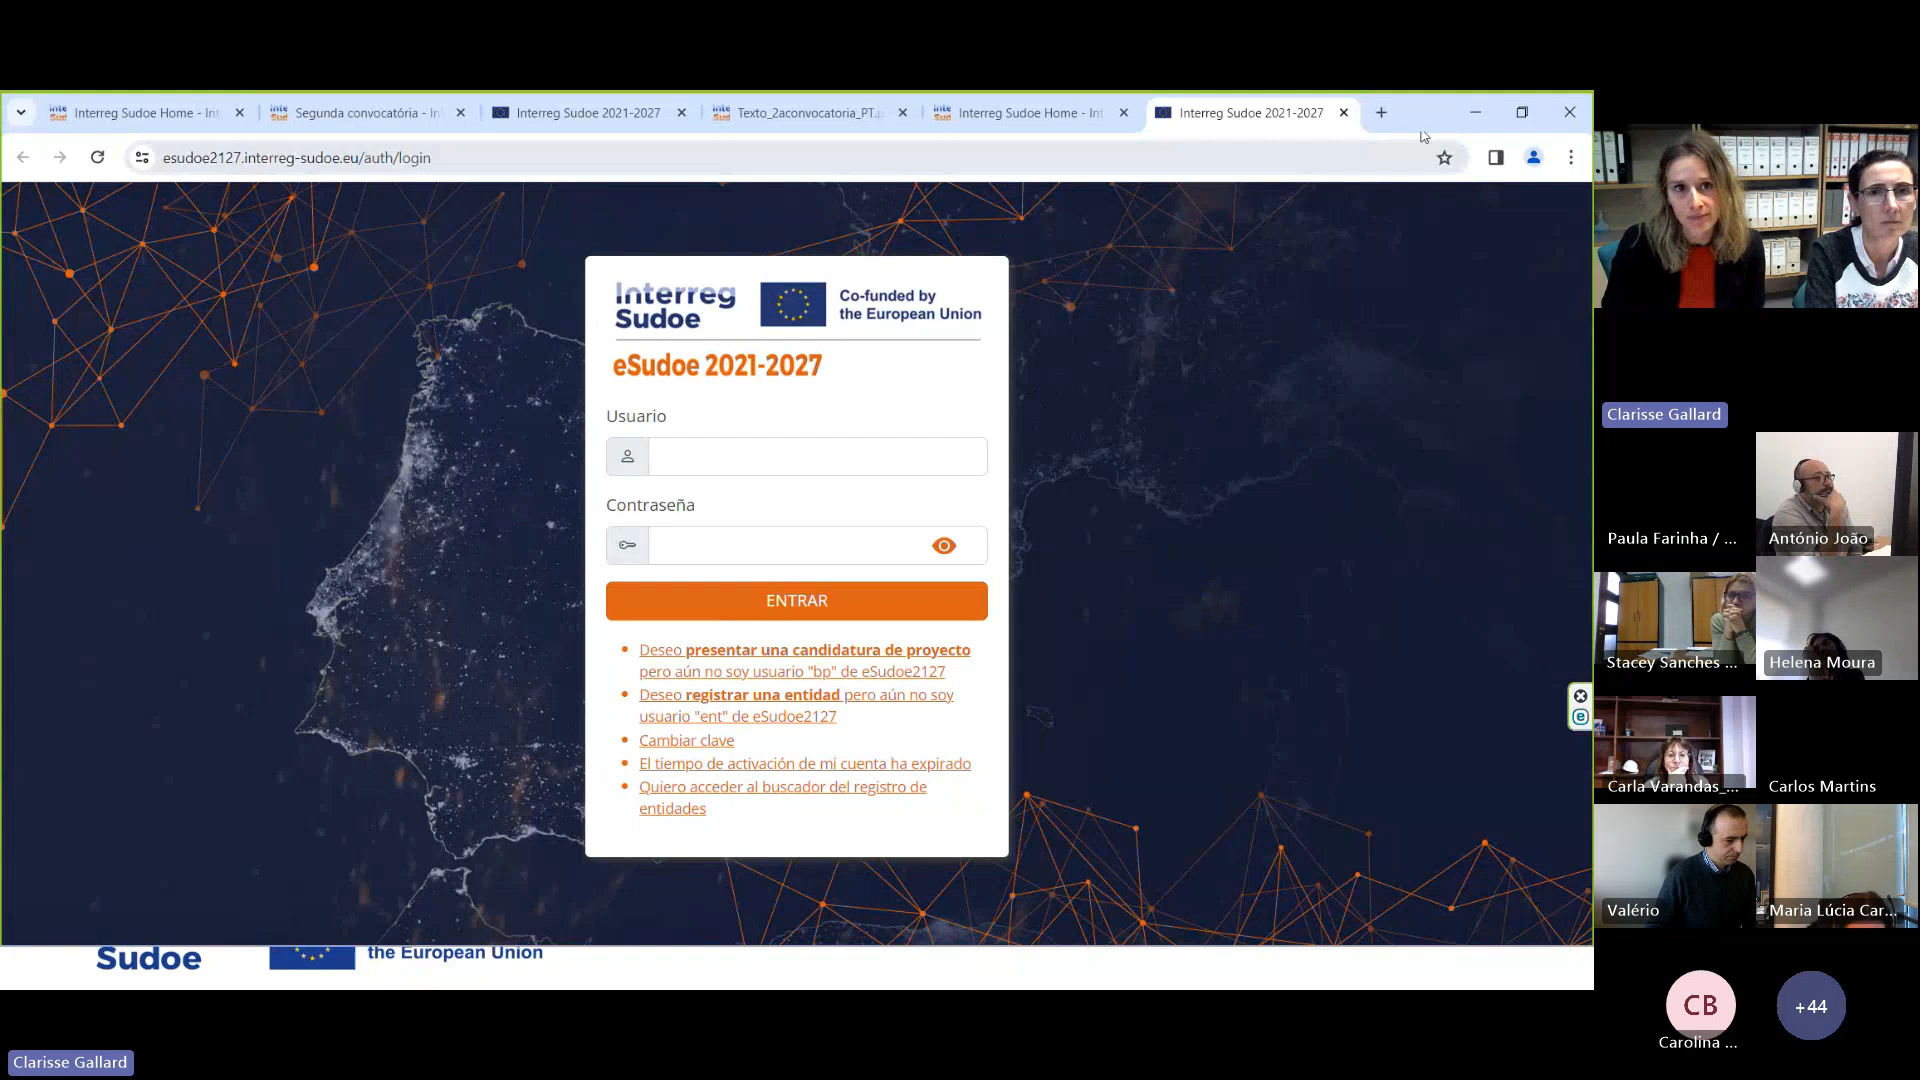 Interreg Sudoe Home - Int
Segunda convocatória - In
Interreg Sudoe 2021-2027
Texto_2aconvocatoria_PT.p
Interreg Sudoe Home - Int
Interreg Sudoe 2021-2027
esudoe2127.interreg-sudoe.eu/auth/login
Interreg
Sudoe
Co-funded by
the European Union
eSudoe 2021-2027
Usuario
Contraseña
ENTRAR
Deseo presentar una candidatura de proyecto
pero aún no soy usuario "bp" de eSudoe2127
Deseo registrar una entidad pero aún no soy
usuario "ent" de eSudoe2127
Cambiar clave
El tiempo de activación de mi cuenta ha expirado
Quiero acceder al buscador del registro de
entidades
Sudoe
the European Union
Clarisse Gallard
Clarisse Gallard
Paula Farinha / ...
António João
Stacey Sanches ...
Helena Moura
Carla Varandas_...
Carlos Martins
Valério
Maria Lúcia Car...
CB
Carolina ...
+44